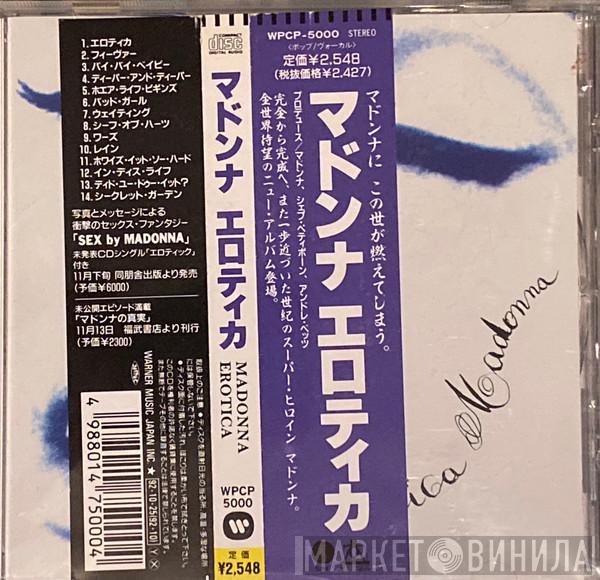 1. エロティカ
2. フィーヴァー
3. バイ・バイ・ベイビー
4. ディーパー・アンド・ディーパー
5. ホエア・ライフ・ビギンズ
6. バッド・ガール
7. ウェイティング
8. シーフ・オブ・ハーツ
9. ワーズ
10. レイン
11. ホワイズ・イット・ソー・ハード
12. イン・ディス・ライフ
13. ディド・ユー・ドゥー・イット?
14. シークレット・ガーデン
写真とメッセージによる
衝撃のセックス・ファンタジー
「SEX by MADONNA」
未発表CDシングル「エロティック」
付き
11月下旬 同朋舎出版より発売
(予価¥6000)
未公開エピソード満載
「マドンナの真実」
11月13日 福武書店より刊行
(予価¥2300)
取扱い上のご注意
WARNER MUSIC JAPAN INC.
4 988014 750004
COMPACT
disc
DIGITAL AUDIO
マドンナ エロティカ
MADONNA
EROTICA
WPCP
5000
定価
¥2,548
WPCP-5000 STEREO
<ポップ/ヴォーカル>
定価¥2,548
(税抜価格¥2,427)
マドンナに この世が燃えてしまう。
マドンナ エロティカ
プロデュース/マドンナ、シェプ・ペティボーン、アンドレ・ベッツ
完全から完成へ、また一歩近づいた世紀のスーパー・ヒロイン マドンナ。
全世界待望のニュー・アルバム登場。
Madonna
МАРКЕТОВИНИЛА